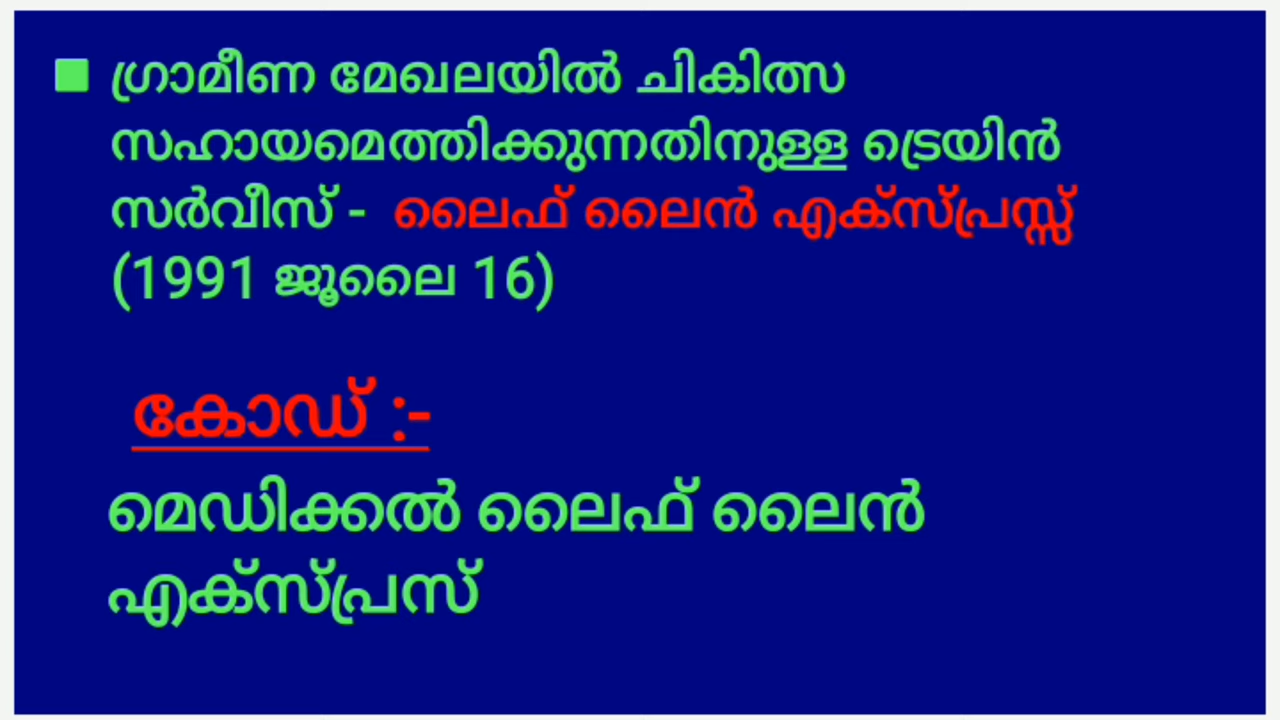 ഗ്രാമീണ മേഖലയിൽ ചികിത്സ
സഹായമെത്തിക്കുന്നതിനുള്ള ട്രെയിൻ
സർവീസ് - ലൈഫ് ലൈൻ എക്സ്പ്രസ്സ്
(1991 ജൂലൈ 16)
കോഡ് :-
മെഡിക്കൽ ലൈഫ് ലൈൻ
എക്സ്പ്രസ്